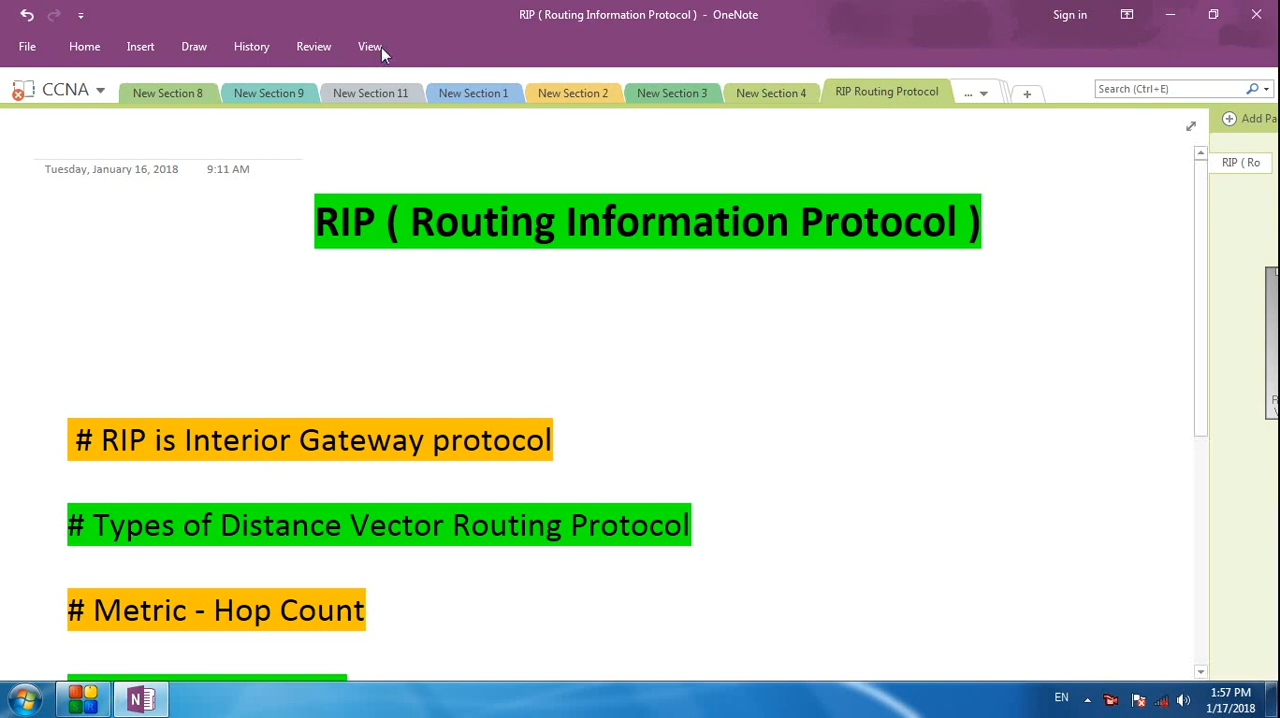 RIP ( Routing Information Protocol ) - OneNote
Sign in
File Home Insert Draw History Review View
CCNA
New Section 8 New Section 9 New Section 11 New Section 1 New Section 2 New Section 3 New Section 4 RIP Routing Protocol ...
Search (Ctrl+E)
Add Pa
RIP ( Ro
Tuesday, January 16, 2018 9:11 AM
RIP ( Routing Information Protocol )
# RIP is Interior Gateway protocol
# Types of Distance Vector Routing Protocol
# Metric - Hop Count
EN
1:57 PM
1/17/2018